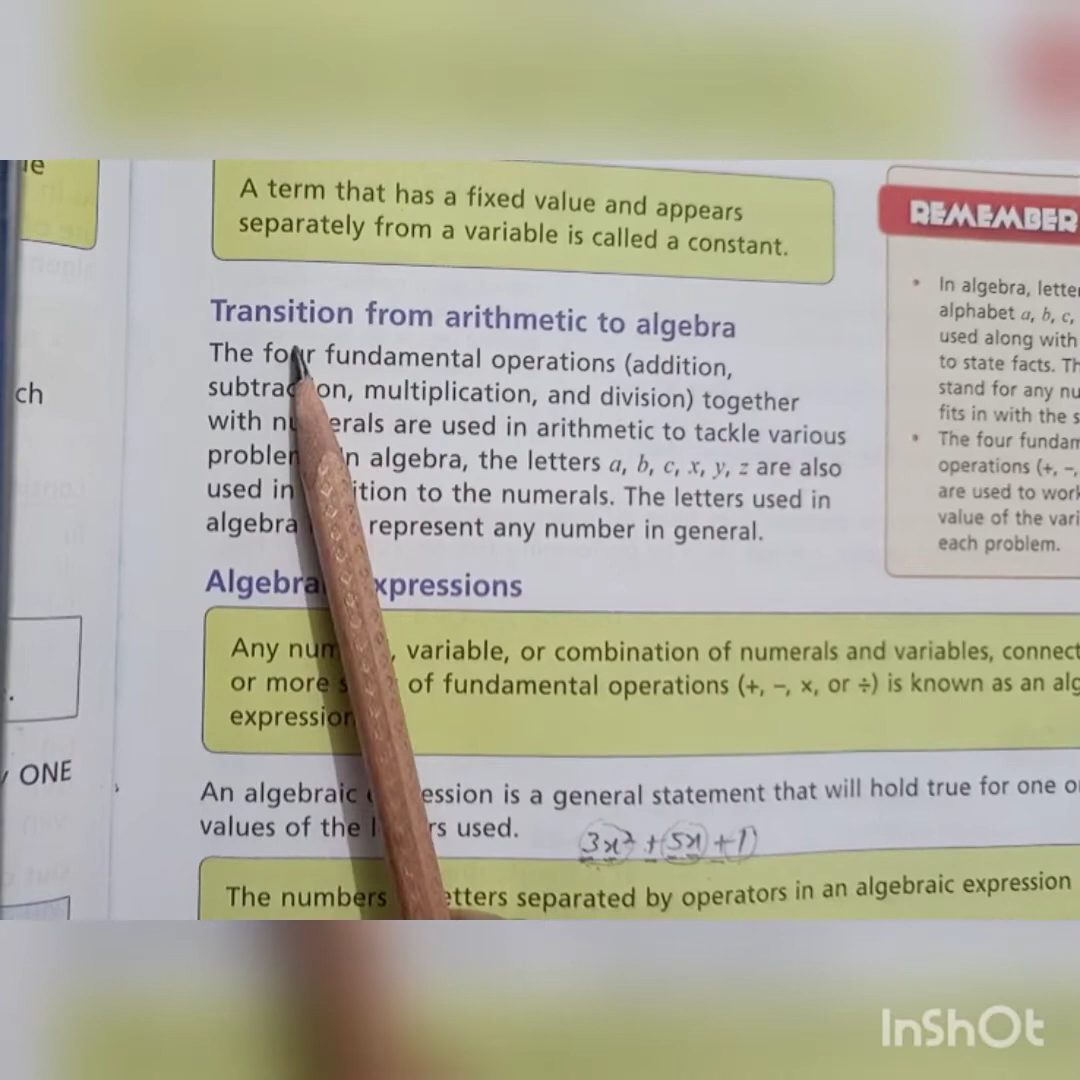 A term that has a fixed value and appears
separately from a variable is called a constant.
REMEMBER
In algebra, letter
alphabet a, b, c,
used along with
to state facts. Th
stand for any nu
fits in with the s
The four fundam
operations (+, −,
are used to work
value of the vari
each problem.
Transition from arithmetic to algebra
The four fundamental operations (addition,
subtraction, multiplication, and division) together
with numerals are used in arithmetic to tackle various
problems. In algebra, the letters a, b, c, x, y, z are also
used in addition to the numerals. The letters used in
algebra represent any number in general.
Algebraic Expressions
Any number, variable, or combination of numerals and variables, connect
or more of fundamental operations (+, −, ×, or ÷) is known as an alg
expression
An algebraic expression is a general statement that will hold true for one o
values of the letters used.
3x² + 5x + 1
The numbers letters separated by operators in an algebraic expression
ch
ONE
InShOt